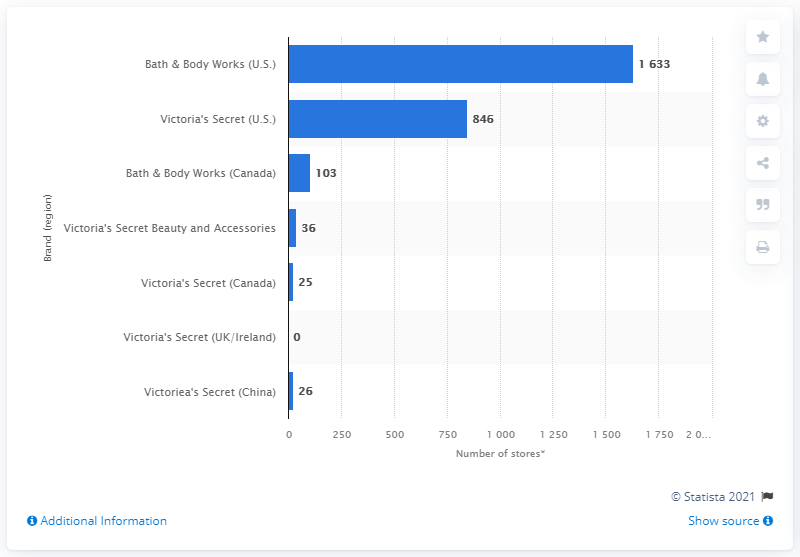 Bath & Body Works (U.S.) 1 633
Victoria's Secret (U.S.) 846
Bath & Body Works (Canada) 103
Victoria's Secret Beauty and Accessories 36
Victoria's Secret (Canada) 25
Victoria's Secret (UK/Ireland) 0
Victoriea's Secret (China) 26
Brand (region)
0 250 500 750 1 000 1 250 1 500 1 750 2 0...
Number of stores*
© Statista 2021
Additional Information
Show source